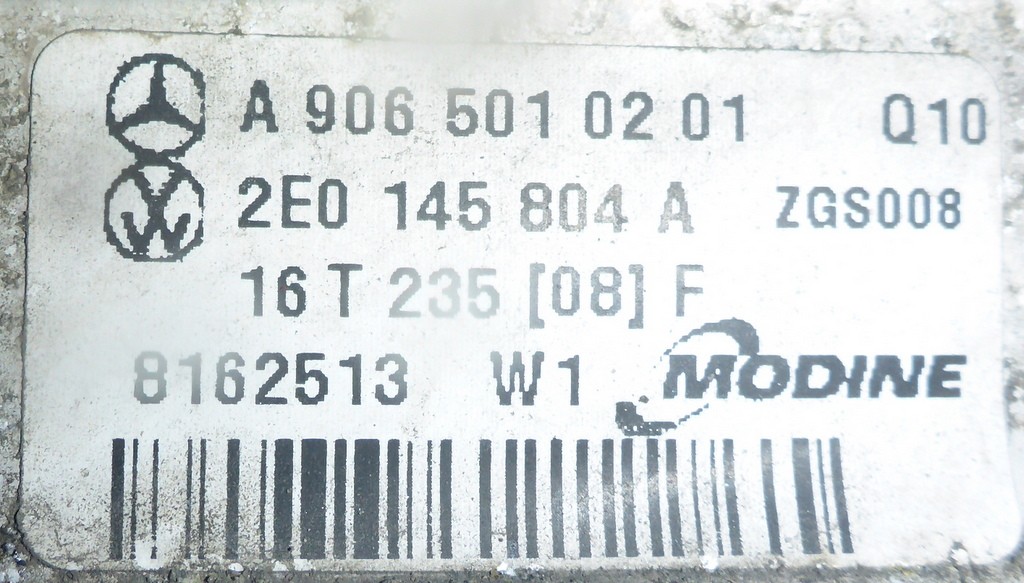 A 906 501 02 01 Q10
2E0 145 804 A ZGS008
16 T 235 [08] F
8162513 W1 MODINE